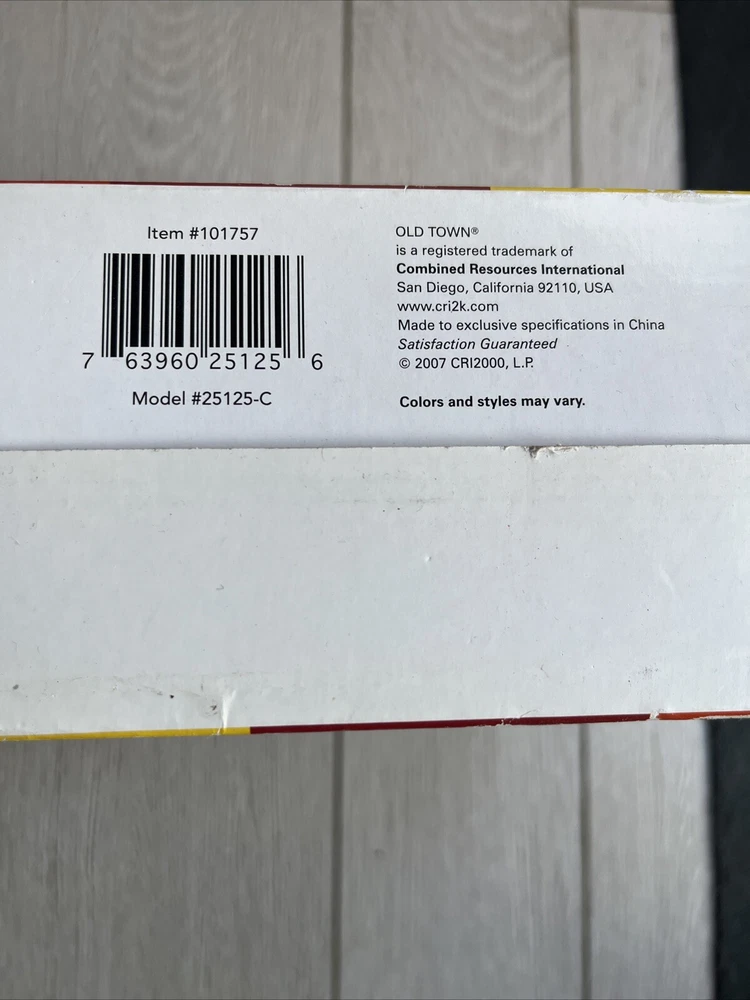 Item #101757
7 63960 25125 6
Model #25125-C
OLD TOWN®
is a registered trademark of
Combined Resources International
San Diego, California 92110, USA
www.cri2k.com
Made to exclusive specifications in China
Satisfaction Guaranteed
© 2007 CRI2000, L.P.
Colors and styles may vary.